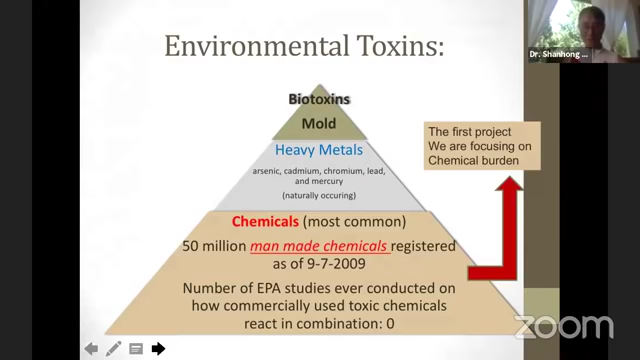 Environmental Toxins:
Dr. Shanhong ...
Biotoxins
Mold
Heavy Metals
arsenic, cadmium, chromium, lead,
and mercury
(naturally occuring)
The first project
We are focusing on
Chemical burden
Chemicals (most common)
50 million man made chemicals registered
as of 9-7-2009
Number of EPA studies ever conducted on
how commercially used toxic chemicals
react in combination: 0
zoom